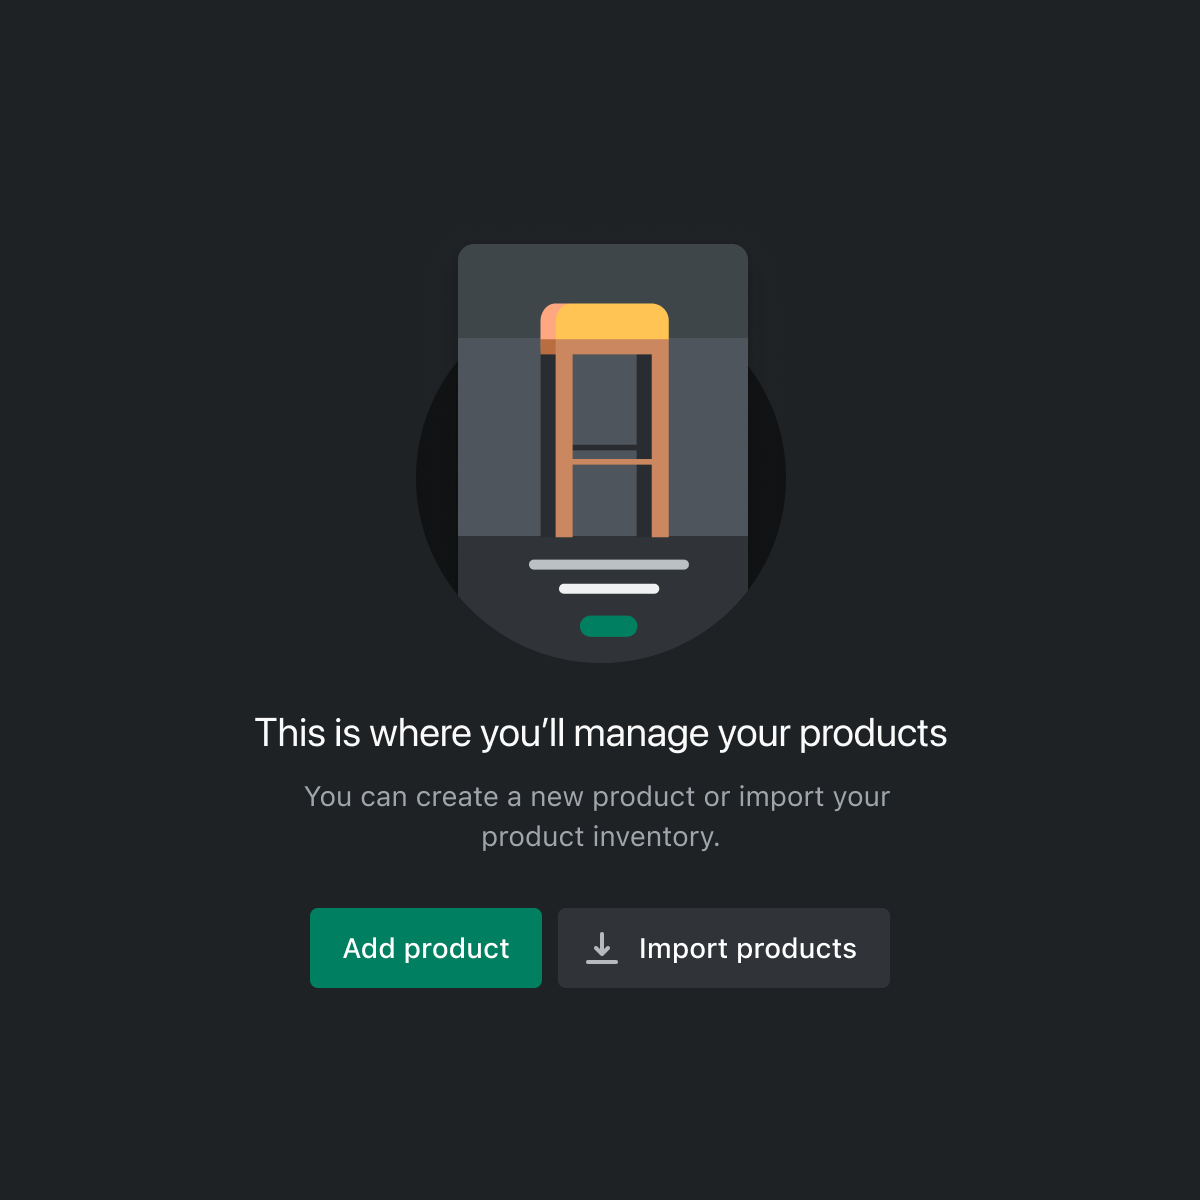 This is where you’ll manage your products
You can create a new product or import your
product inventory.
Add product
Import products